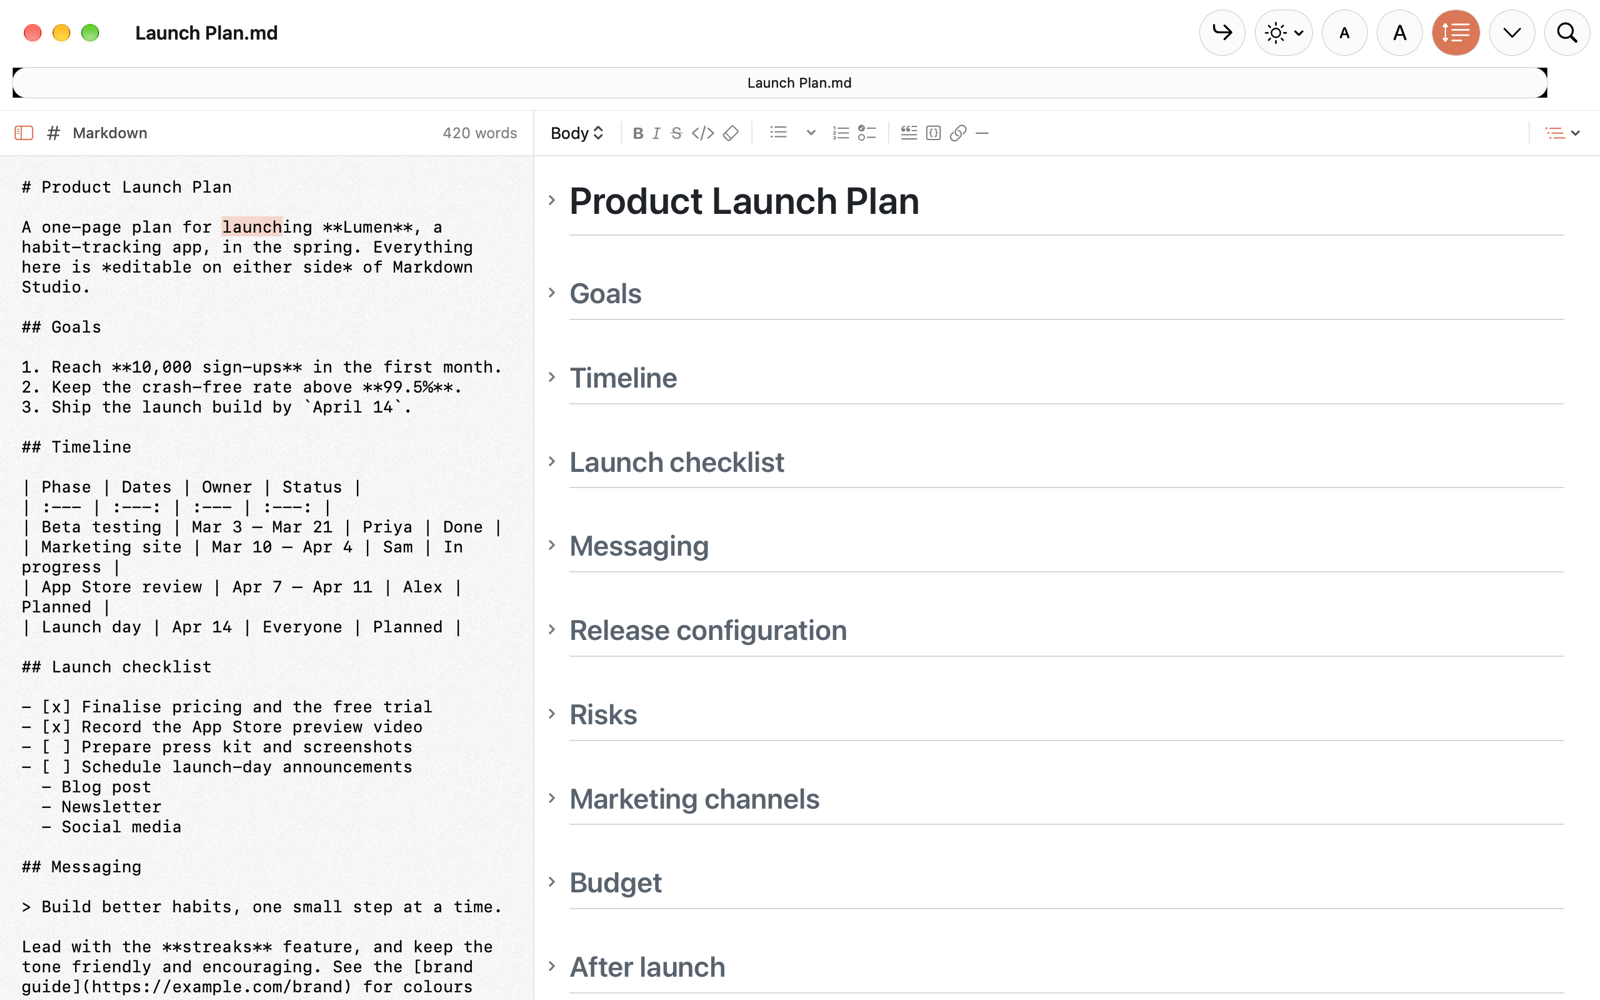 Launch Plan.md
A A
Launch Plan.md
# Markdown
420 words
Body
B I S </>
# Product Launch Plan
A one-page plan for launching **Lumen**, a
habit-tracking app, in the spring. Everything
here is *editable on either side* of Markdown
Studio.
## Goals
1. Reach **10,000 sign-ups** in the first month.
2. Keep the crash-free rate above **99.5%**.
3. Ship the launch build by `April 14`.
## Timeline
| Phase | Dates | Owner | Status |
| :--- | :---: | :--- | :---: |
| Beta testing | Mar 3 – Mar 21 | Priya | Done |
| Marketing site | Mar 10 – Apr 4 | Sam | In
progress |
| App Store review | Apr 7 – Apr 11 | Alex |
Planned |
| Launch day | Apr 14 | Everyone | Planned |
## Launch checklist
- [x] Finalise pricing and the free trial
- [x] Record the App Store preview video
- [ ] Prepare press kit and screenshots
- [ ] Schedule launch-day announcements
  - Blog post
  - Newsletter
  - Social media
## Messaging
> Build better habits, one small step at a time.
Lead with the **streaks** feature, and keep the
tone friendly and encouraging. See the [brand
guide](https://example.com/brand) for colours
Product Launch Plan
Goals
Timeline
Launch checklist
Messaging
Release configuration
Risks
Marketing channels
Budget
After launch